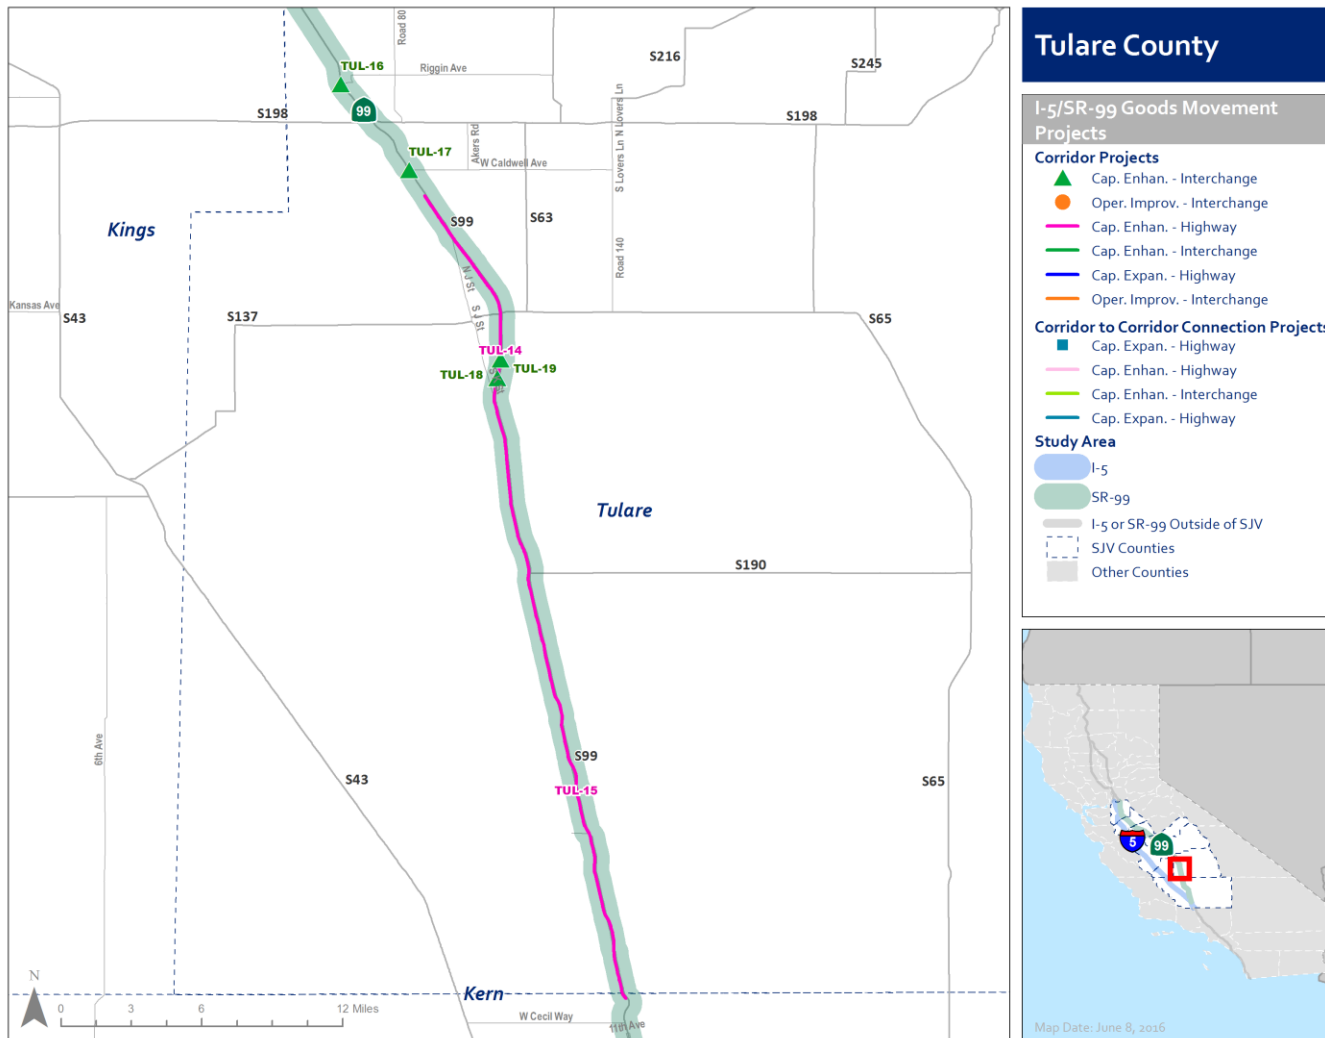 Tulare County
I-5/SR-99 Goods Movement
Projects
Corridor Projects
Cap. Enhan. - Interchange
Oper. Improv. - Interchange
Cap. Enhan. - Highway
Cap. Enhan. - Interchange
Cap. Expan. - Highway
Oper. Improv. - Interchange
Corridor to Corridor Connection Projects
Cap. Expan. - Highway
Cap. Enhan. - Highway
Cap. Enhan. - Interchange
Cap. Expan. - Highway
Study Area
I-5
SR-99
I-5 or SR-99 Outside of SJV
SJV Counties
Other Counties
5
99
Map Date: June 8, 2016
Road 80
TUL-16
Riggin Ave
S216
S245
99
S198
S198
Akers Rd
S Lovers Ln N Lovers Ln
TUL-17
W Caldwell Ave
Kings
S99
S63
Road 140
N J St
S J St
Kansas Ave
S43
S137
S65
TUL-14
TUL-18
TUL-19
Tulare
S190
6th Ave
S43
S99
TUL-15
S65
Kern
N
0
3
6
12 Miles
W Cecil Way
11th Ave